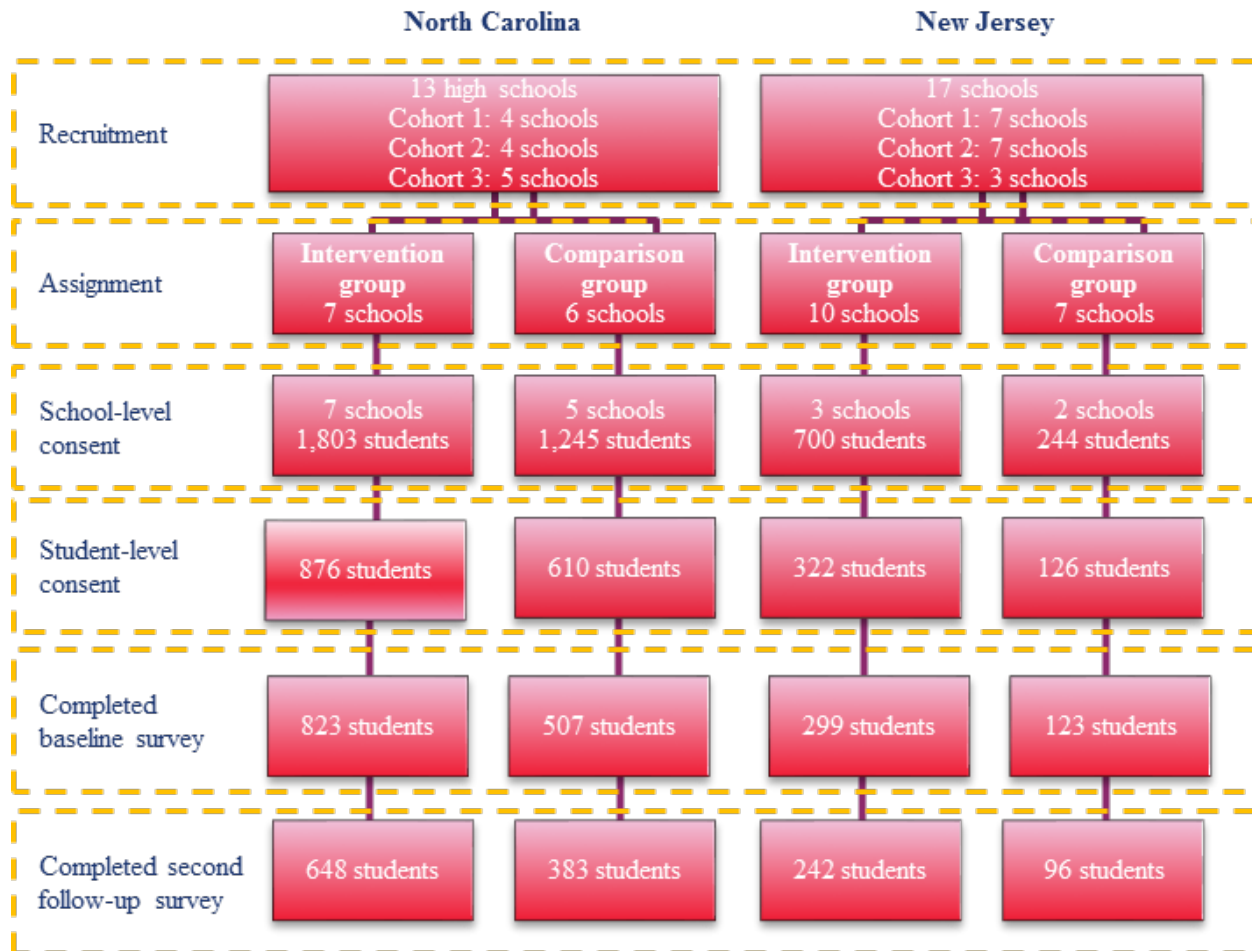 North Carolina
New Jersey
Recruitment
13 high schools
Cohort 1: 4 schools
Cohort 2: 4 schools
Cohort 3: 5 schools
17 schools
Cohort 1: 7 schools
Cohort 2: 7 schools
Cohort 3: 3 schools
Assignment
Intervention
group
7 schools
Comparison
group
6 schools
Intervention
group
10 schools
Comparison
group
7 schools
School-level
consent
7 schools
1,803 students
5 schools
1,245 students
3 schools
700 students
2 schools
244 students
Student-level
consent
876 students
610 students
322 students
126 students
Completed
baseline survey
823 students
507 students
299 students
123 students
Completed second
follow-up survey
648 students
383 students
242 students
96 students